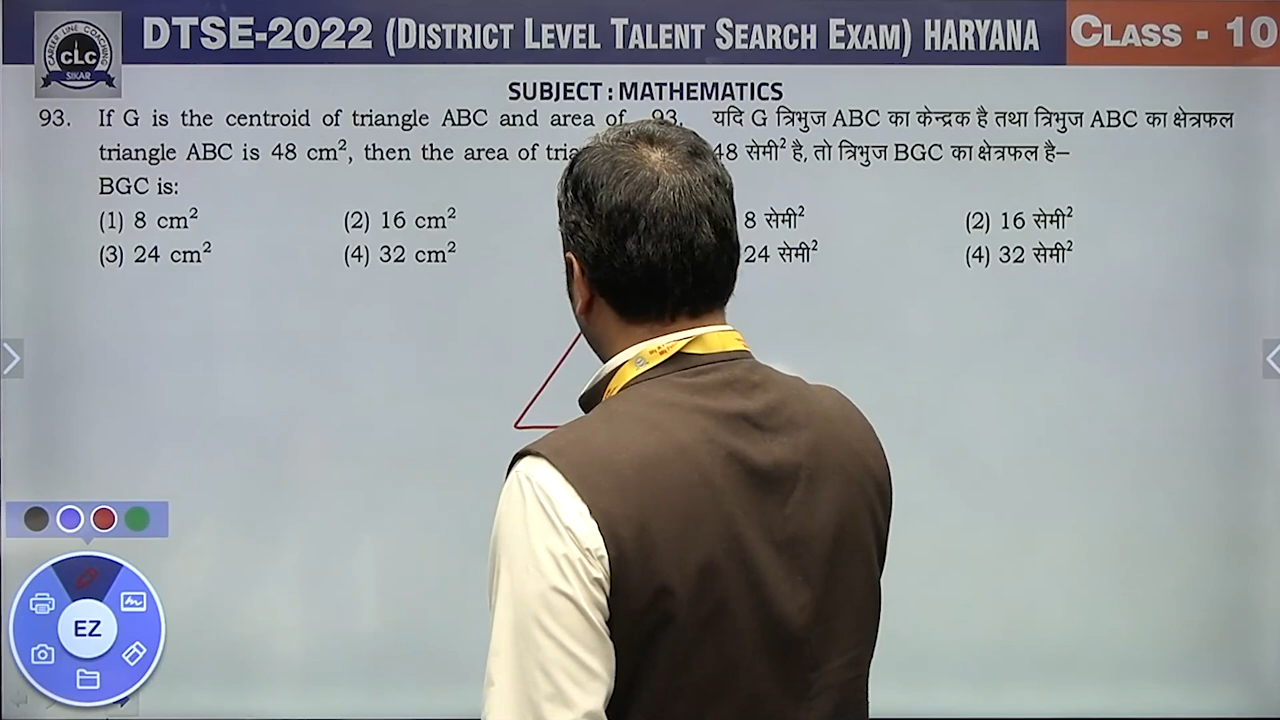 CAREER LINE COACHING
CLC
SIKAR
DTSE-2022 (DISTRICT LEVEL TALENT SEARCH EXAM) HARYANA
CLASS - 10
SUBJECT : MATHEMATICS
93. If G is the centroid of triangle ABC and area of
triangle ABC is 48 cm², then the area of
BGC is:
(1) 8 cm² (2) 16 cm²
(3) 24 cm² (4) 32 cm²
93. यदि G त्रिभुज ABC का केन्द्रक है तथा त्रिभुज ABC का क्षेत्रफल
48 सेमी² है, तो त्रिभुज BGC का क्षेत्रफल है–
8 सेमी² (2) 16 सेमी²
24 सेमी² (4) 32 सेमी²
EZ